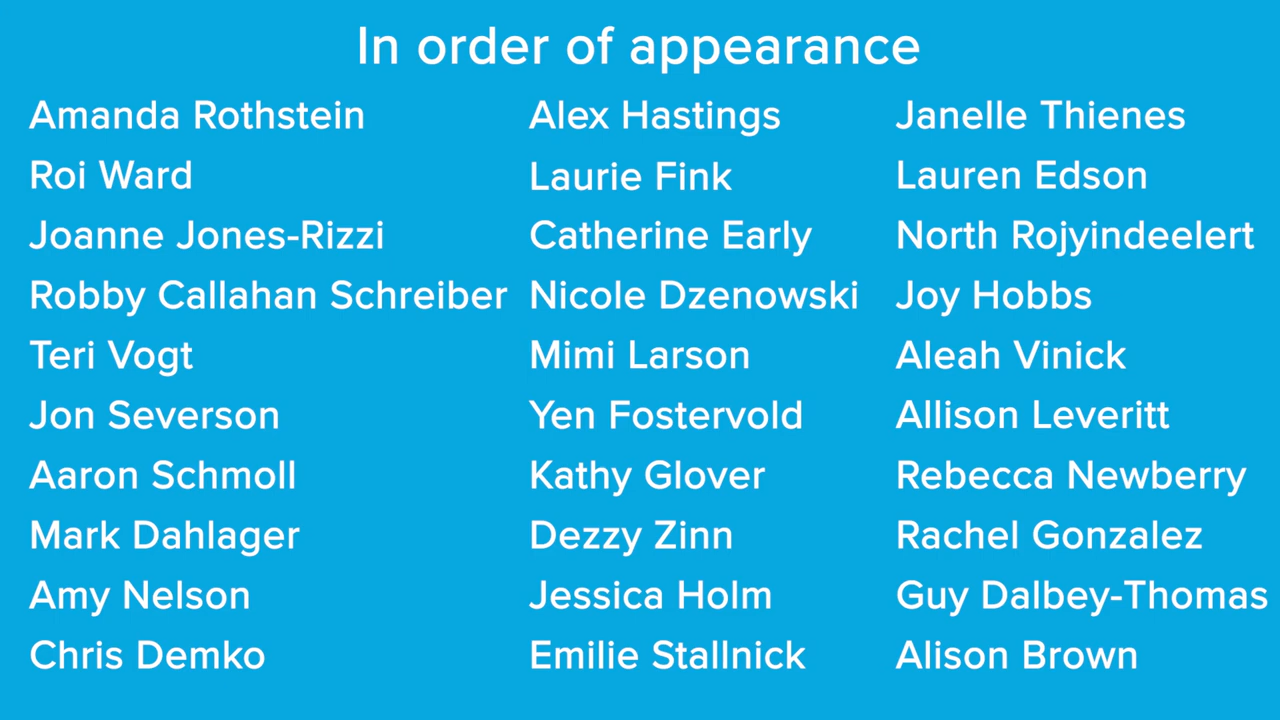 In order of appearance
Amanda Rothstein
Roi Ward
Joanne Jones-Rizzi
Robby Callahan Schreiber
Teri Vogt
Jon Severson
Aaron Schmoll
Mark Dahlager
Amy Nelson
Chris Demko
Alex Hastings
Laurie Fink
Catherine Early
Nicole Dzenowski
Mimi Larson
Yen Fostervold
Kathy Glover
Dezzy Zinn
Jessica Holm
Emilie Stallnick
Janelle Thienes
Lauren Edson
North Rojyindeelert
Joy Hobbs
Aleah Vinick
Allison Leveritt
Rebecca Newberry
Rachel Gonzalez
Guy Dalbey-Thomas
Alison Brown